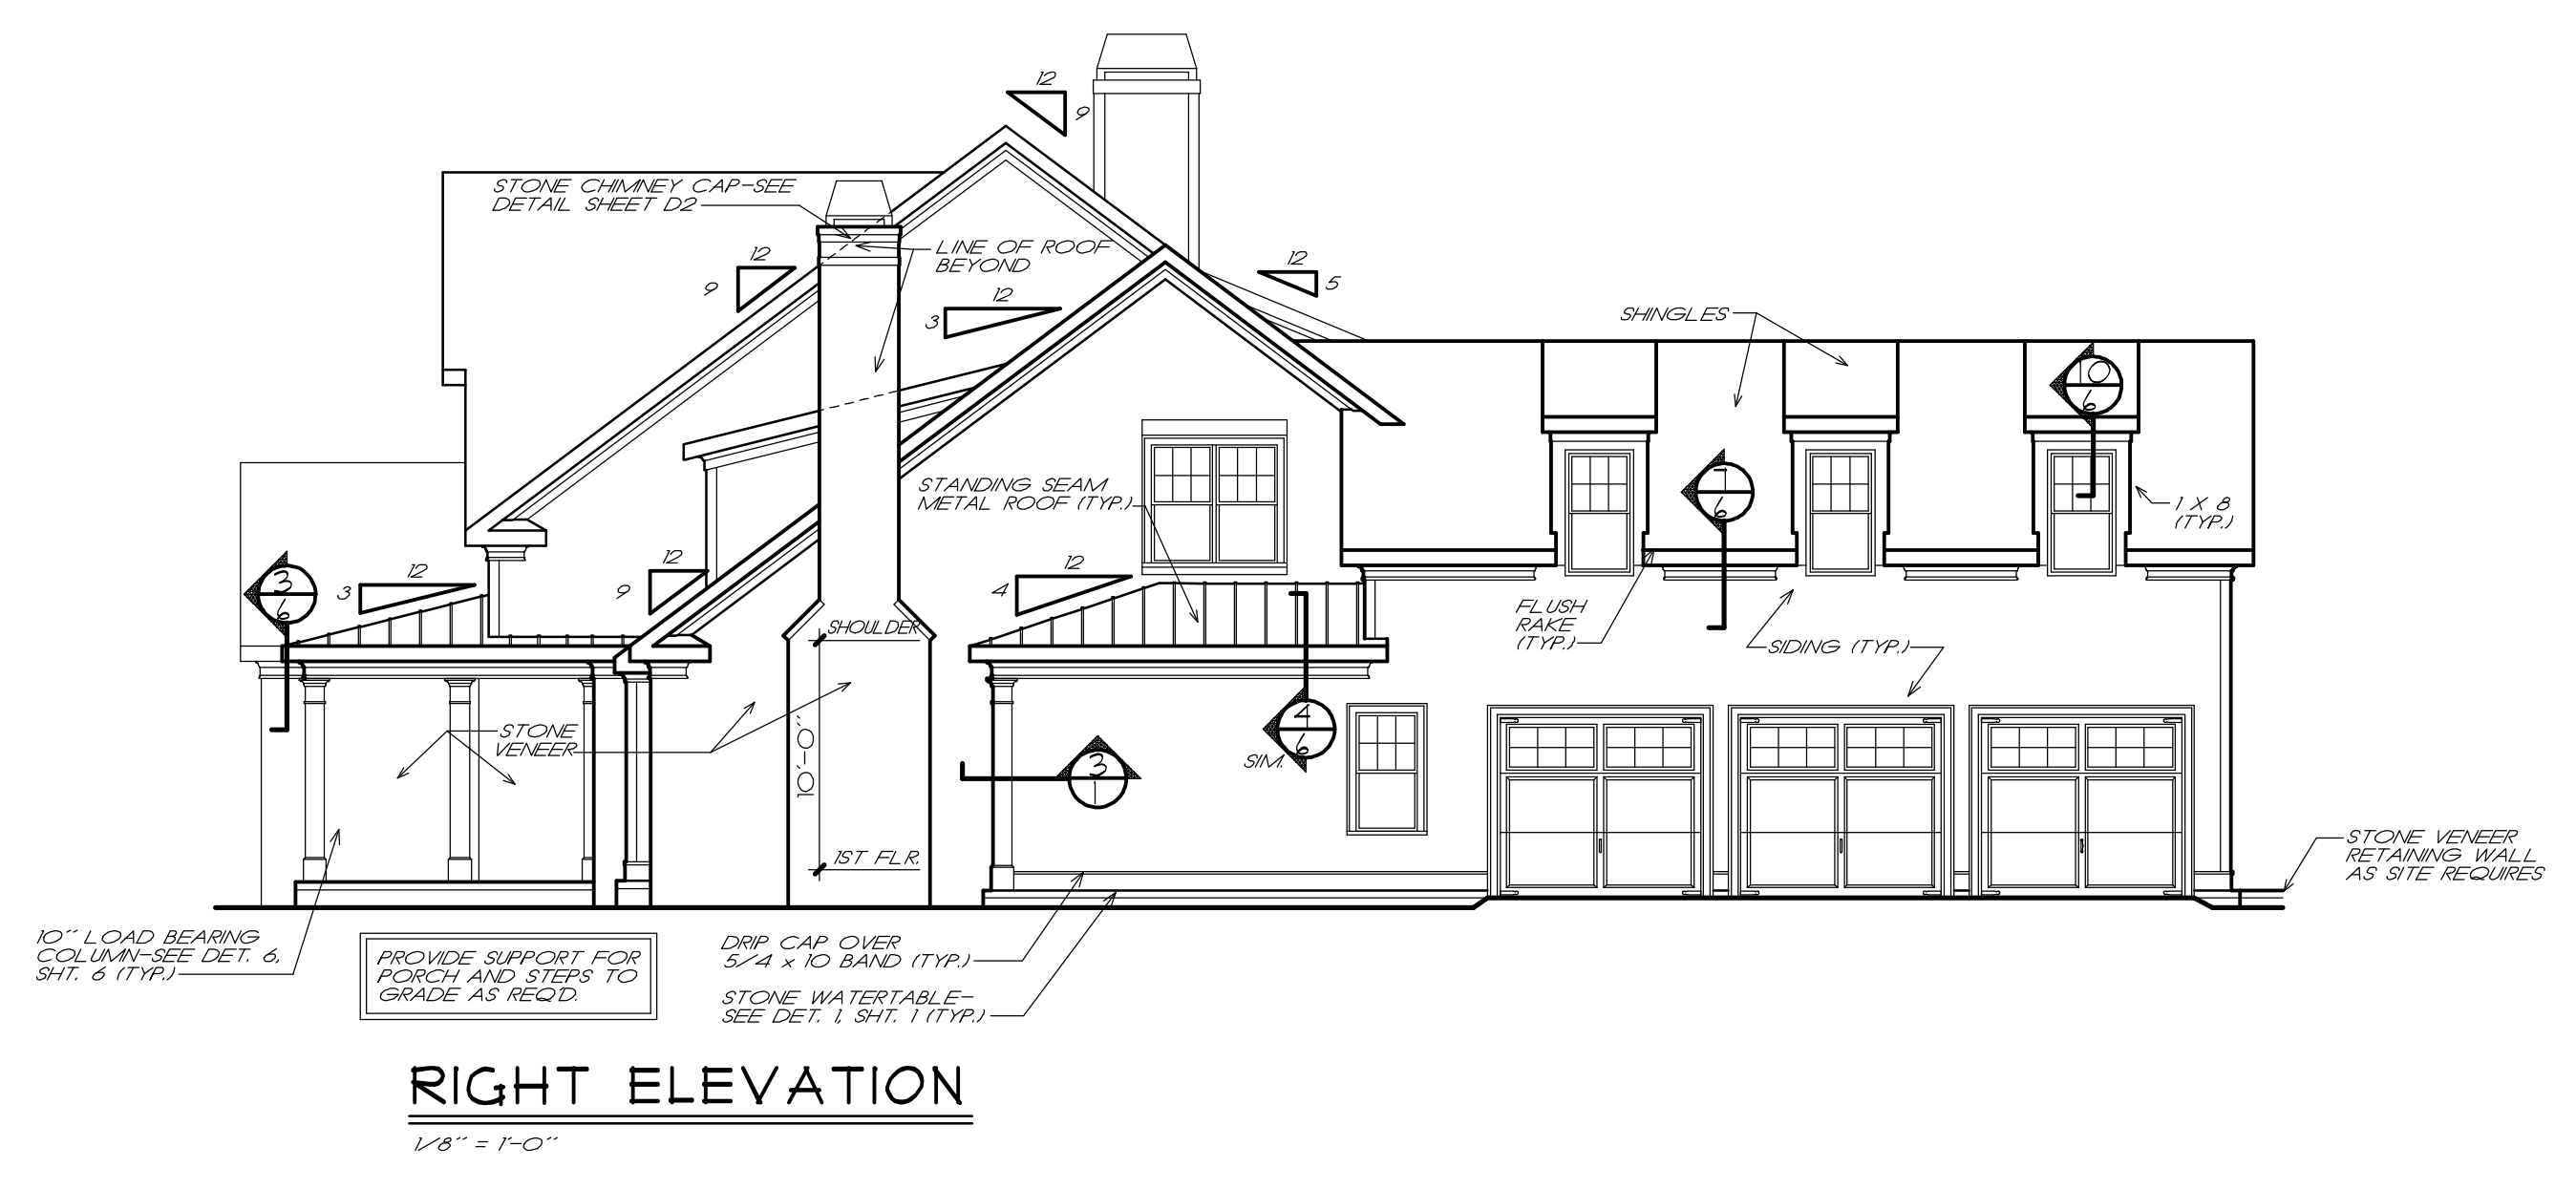 12
9
STONE CHIMNEY CAP-SEE
DETAIL SHEET D2
LINE OF ROOF
BEYOND
12
9
12
5
12
3
SHINGLES
10
6
STANDING SEAM
METAL ROOF (TYP.)
7
6
1 X 8
(TYP.)
3
6
12
3
12
9
12
4
FLUSH
RAKE
(TYP.)
SHOULDER
SIDING (TYP.)
STONE
VENEER
10'-0"
4
6
SIM.
3
1
1ST FLR.
STONE VENEER
RETAINING WALL
AS SITE REQUIRES
10" LOAD BEARING
COLUMN-SEE DET. 6,
SHT. 6 (TYP.)
PROVIDE SUPPORT FOR
PORCH AND STEPS TO
GRADE AS REQ'D.
DRIP CAP OVER
5/4 x 10 BAND (TYP.)
STONE WATERTABLE-
SEE DET. 1, SHT. 1 (TYP.)
RIGHT ELEVATION
1/8" = 1'-0"